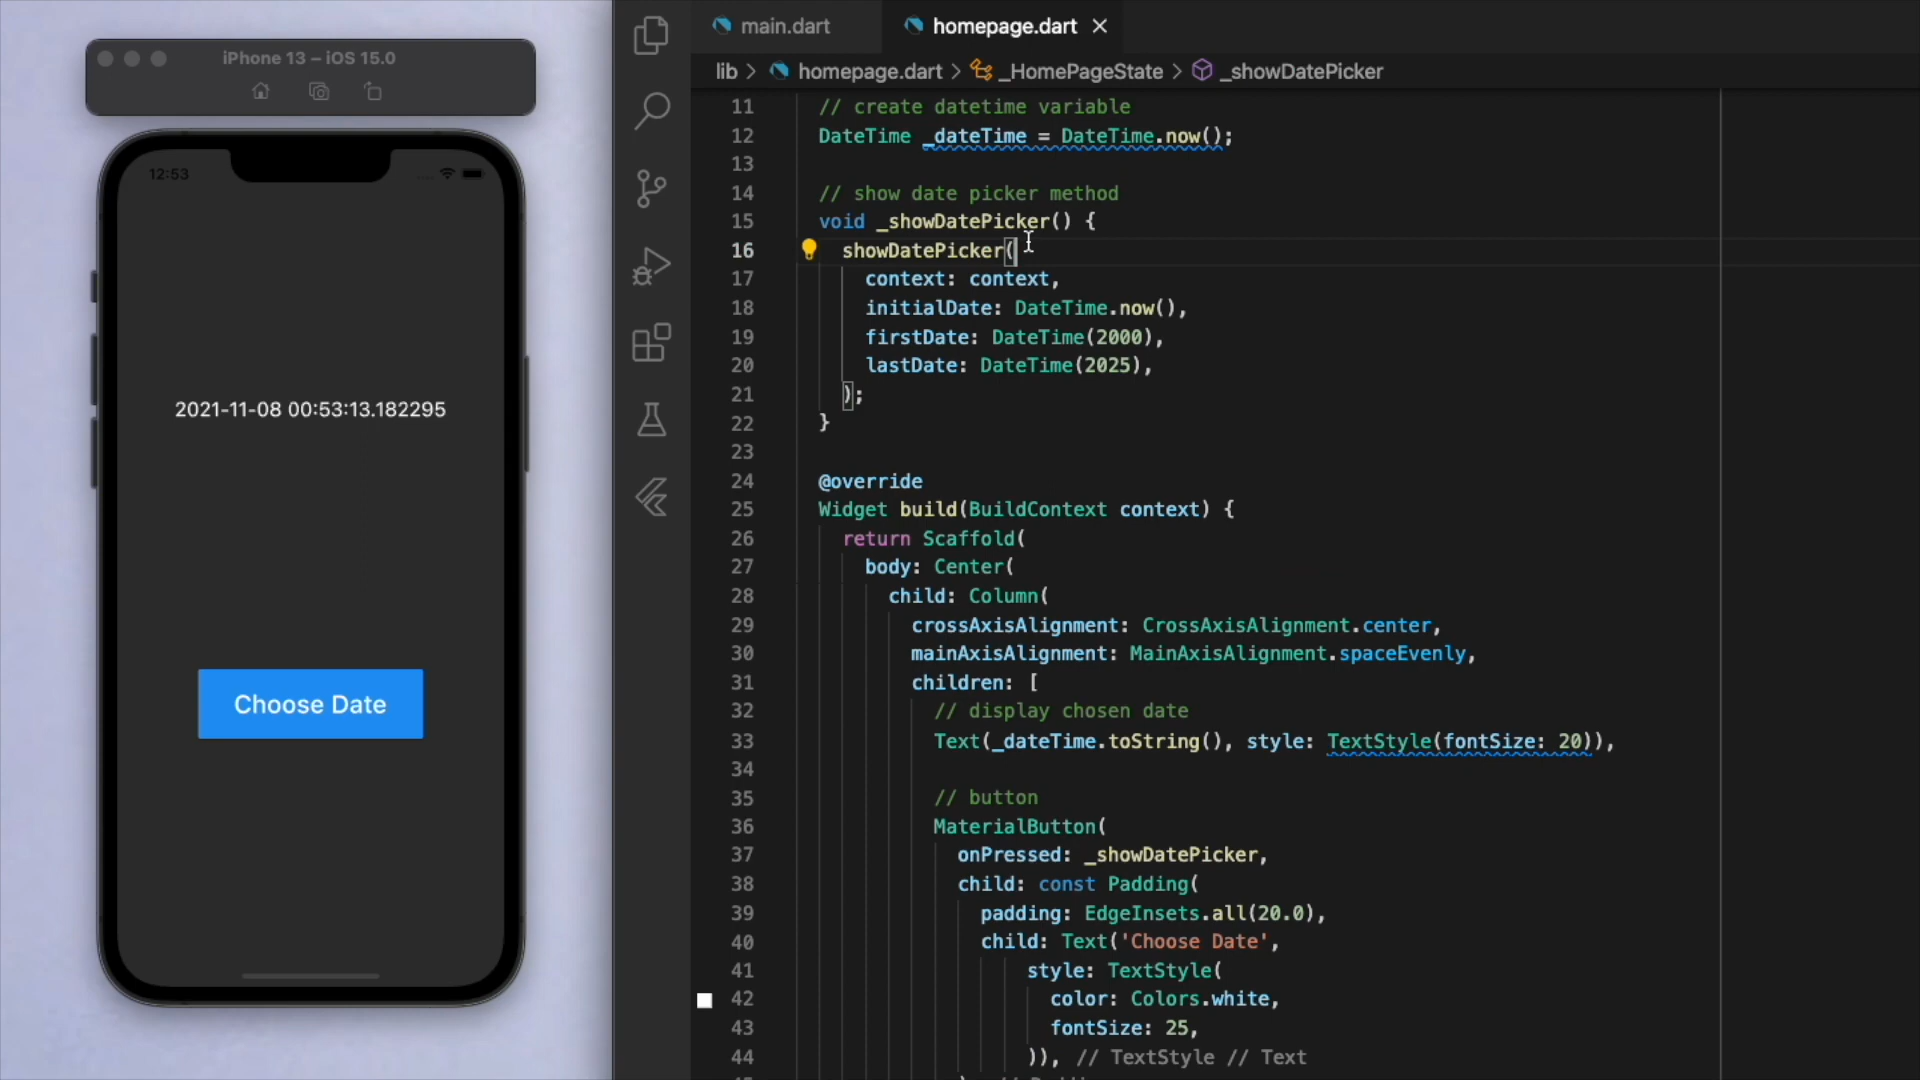 iPhone 13 – iOS 15.0
12:53
2021-11-08 00:53:13.182295
Choose Date
main.dart
homepage.dart
lib > homepage.dart > _HomePageState > _showDatePicker
11 // create datetime variable
12 DateTime _dateTime = DateTime.now();
13
14 // show date picker method
15 void _showDatePicker() {
16 showDatePicker(
17 context: context,
18 initialDate: DateTime.now(),
19 firstDate: DateTime(2000),
20 lastDate: DateTime(2025),
21 );
22 }
23
24 @override
25 Widget build(BuildContext context) {
26 return Scaffold(
27 body: Center(
28 child: Column(
29 crossAxisAlignment: CrossAxisAlignment.center,
30 mainAxisAlignment: MainAxisAlignment.spaceEvenly,
31 children: [
32 // display chosen date
33 Text(_dateTime.toString(), style: TextStyle(fontSize: 20)),
34
35 // button
36 MaterialButton(
37 onPressed: _showDatePicker,
38 child: const Padding(
39 padding: EdgeInsets.all(20.0),
40 child: Text('Choose Date',
41 style: TextStyle(
42 color: Colors.white,
43 fontSize: 25,
44 )), // TextStyle // Text